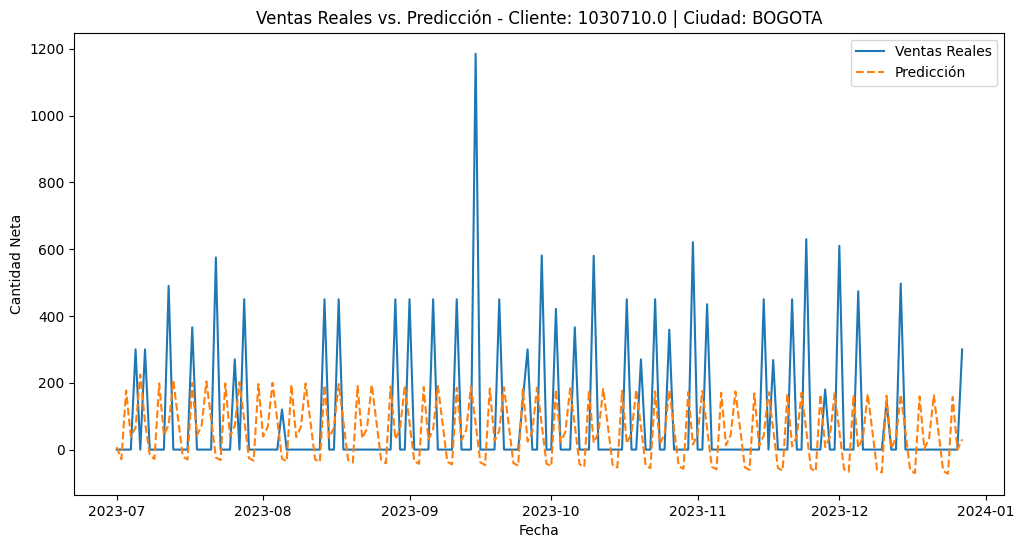 Ventas Reales vs. Predicción - Cliente: 1030710.0 | Ciudad: BOGOTA
Ventas Reales
Predicción
Cantidad Neta
1200
1000
800
600
400
200
0
2023-07 2023-08 2023-09 2023-10 2023-11 2023-12 2024-01
Fecha